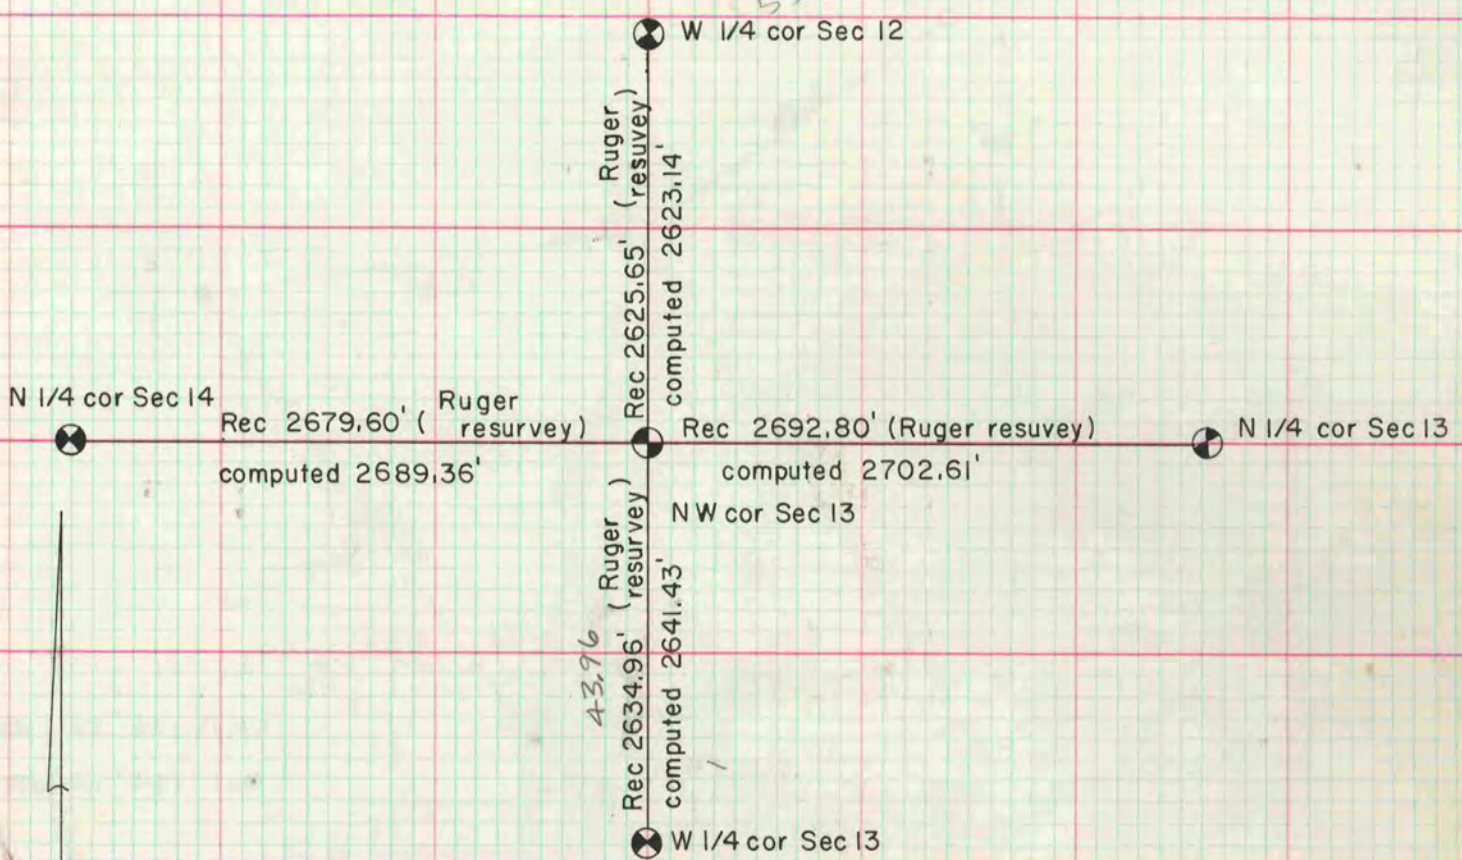 W 1/4 cor Sec 12
Rec 2625.65' (Ruger resuvey)
computed 2623.14'
N 1/4 cor Sec 14
Rec 2679.60' (Ruger resurvey)
computed 2689.36'
Rec 2692.80' (Ruger resuvey)
computed 2702.61'
N 1/4 cor Sec 13
NW cor Sec 13
43.96
Rec 2634.96' (Ruger resurvey)
computed 2641.43'
W 1/4 cor Sec 13